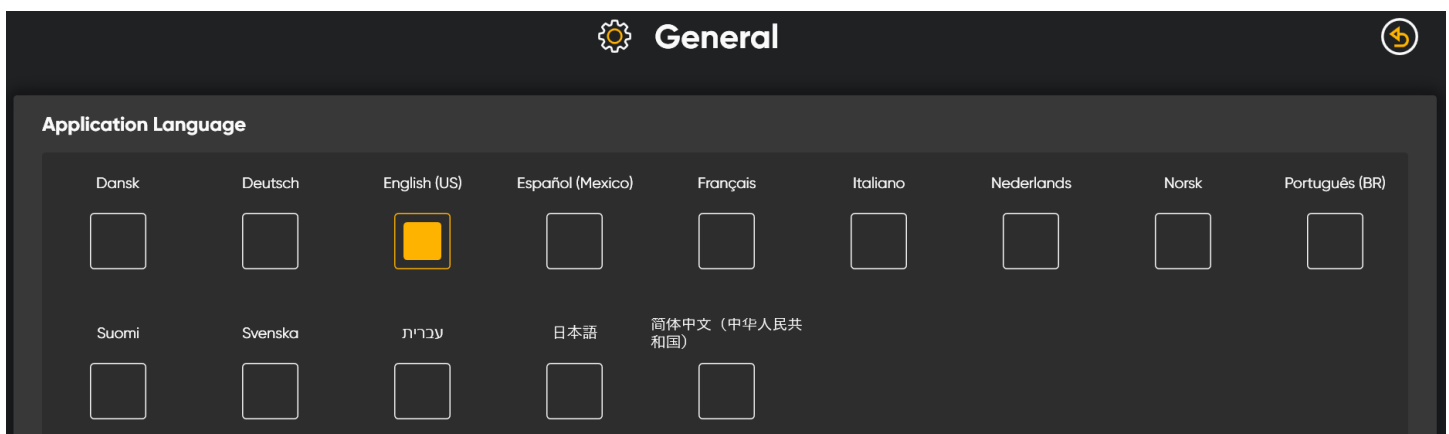 General
Application Language
Dansk
Deutsch
English (US)
Español (Mexico)
Français
Italiano
Nederlands
Norsk
Português (BR)
Suomi
Svenska
עברית
日本語
简体中文（中华人民共
和国）